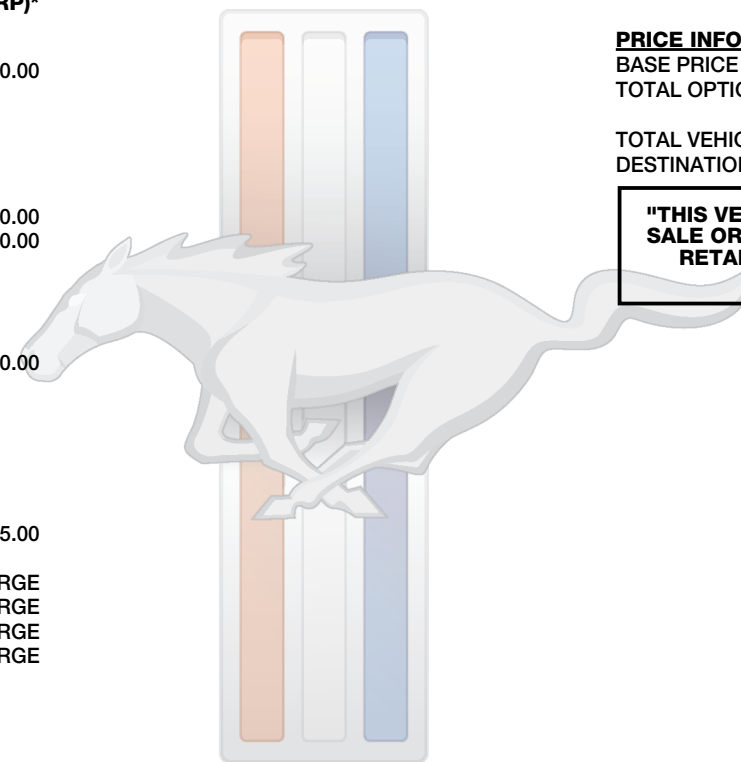 RP)*
0.00
0.00
0.00
0.00
5.00
RGE
RGE
RGE
RGE
PRICE INFO
BASE PRICE
TOTAL OPTIO
TOTAL VEHIC
DESTINATION
"THIS VE
SALE OR
RETAI